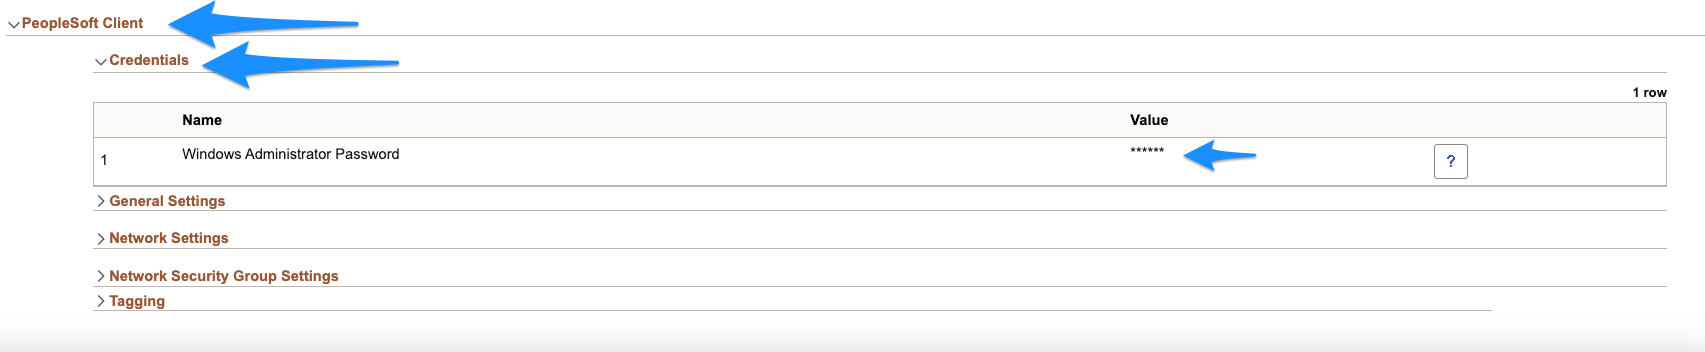 PeopleSoft Client
Credentials
1 row
Name Value
1 Windows Administrator Password ****** ?
General Settings
Network Settings
Network Security Group Settings
Tagging